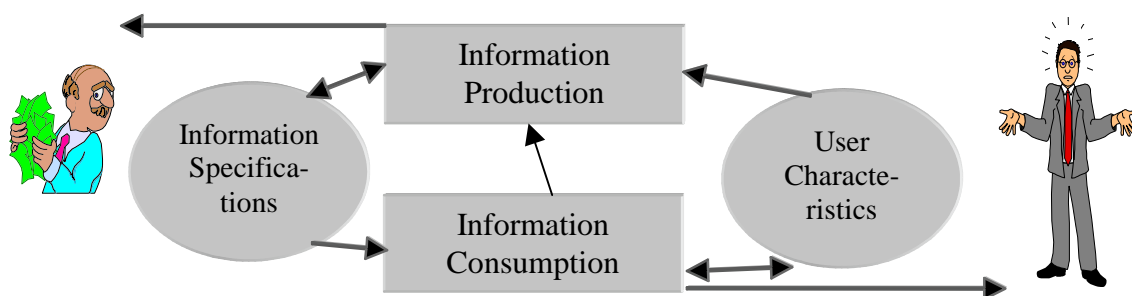 Information
Production
Information
Specifica-
tions
User
Characte-
ristics
Information
Consumption